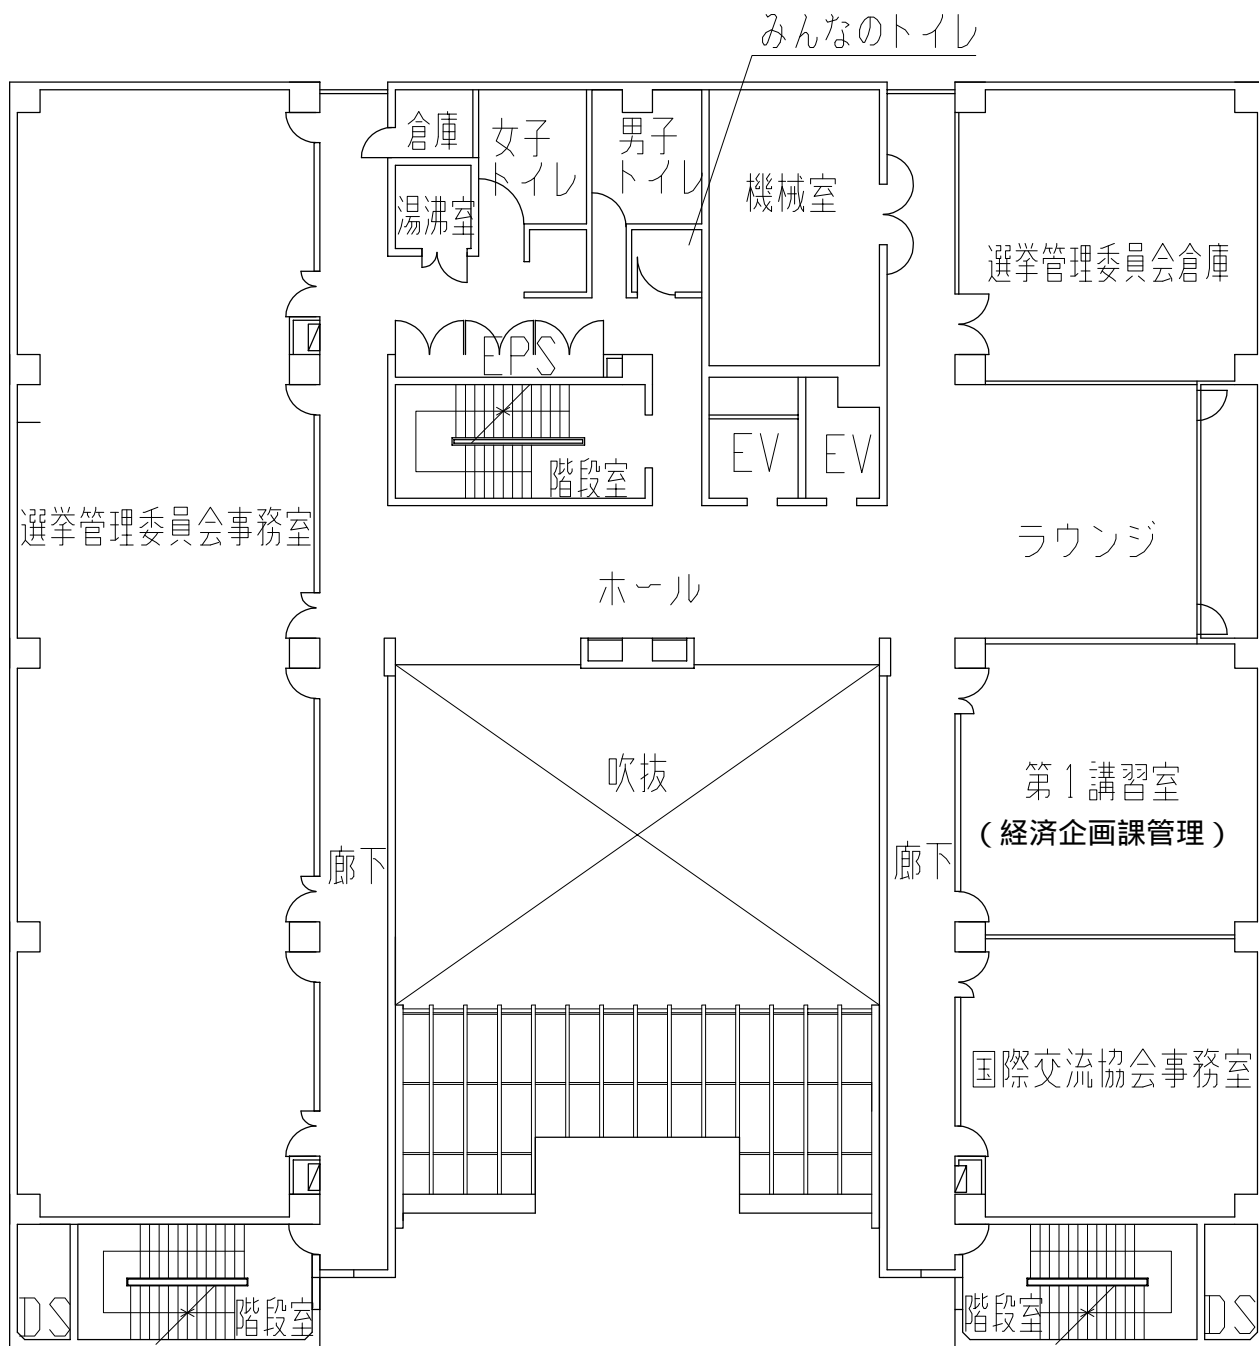 みんなのトイレ
倉庫
女子
トイレ
男子
トイレ
湯沸室
機械室
選挙管理委員会倉庫
EPS
階段室
EV
EV
選挙管理委員会事務室
ラウンジ
ホール
吹抜
第1講習室
(経済企画課管理)
廊下
廊下
国際交流協会事務室
DS
階段室
階段室
DS